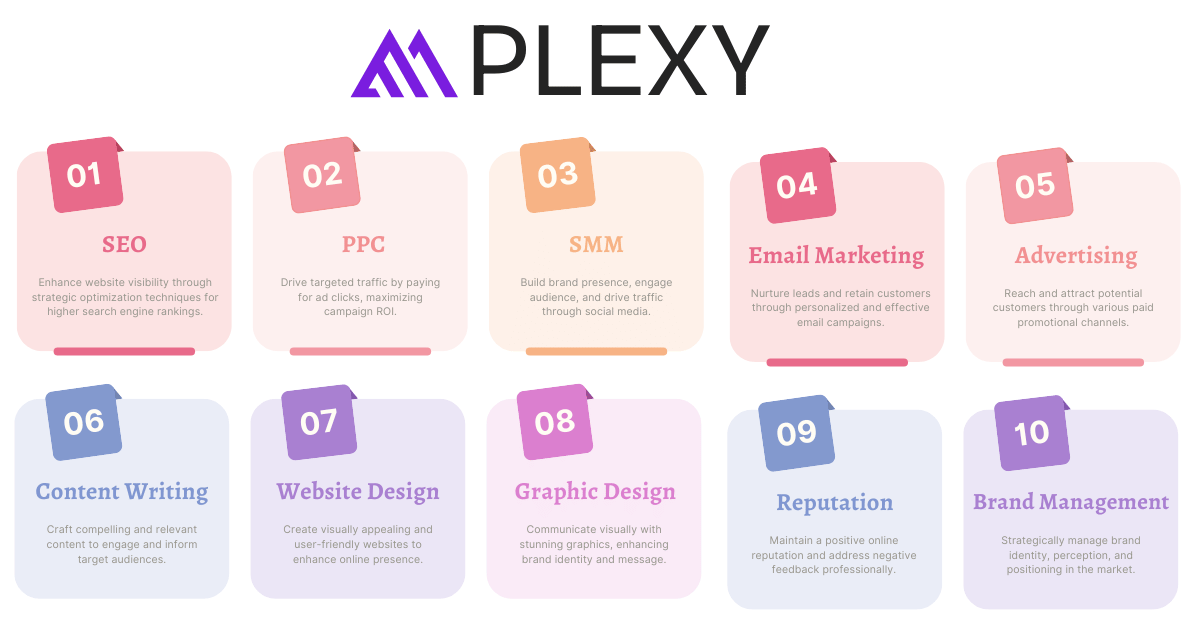 PLEXY
01
SEO
Enhance website visibility through
strategic optimization techniques for
higher search engine rankings.
02
PPC
Drive targeted traffic by paying
for ad clicks, maximizing
campaign ROI.
03
SMM
Build brand presence, engage
audience, and drive traffic
through social media.
04
Email Marketing
Nurture leads and retain customers
through personalized and effective
email campaigns.
05
Advertising
Reach and attract potential
customers through various paid
promotional channels.
06
Content Writing
Craft compelling and relevant
content to engage and inform
target audiences.
07
Website Design
Create visually appealing and
user-friendly websites to
enhance online presence.
08
Graphic Design
Communicate visually with
stunning graphics, enhancing
brand identity and message.
09
Reputation
Maintain a positive online
reputation and address negative
feedback professionally.
10
Brand Management
Strategically manage brand
identity, perception, and
positioning in the market.